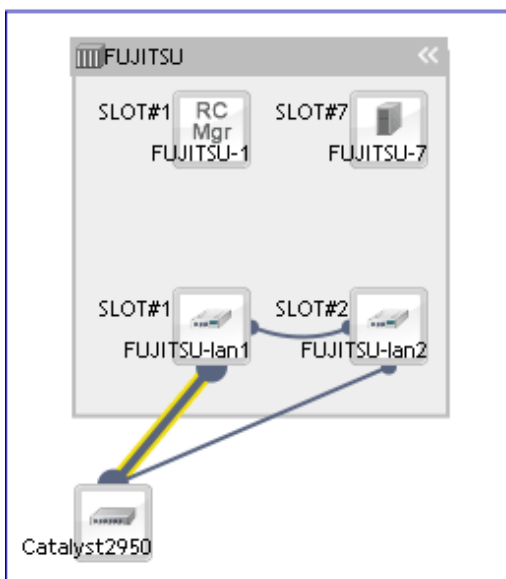 FUJITSU
SLOT#1
RC
Mgr
FUJITSU-1
SLOT#7
FUJITSU-7
SLOT#1
FUJITSU-lan1
SLOT#2
FUJITSU-lan2
Catalyst2950